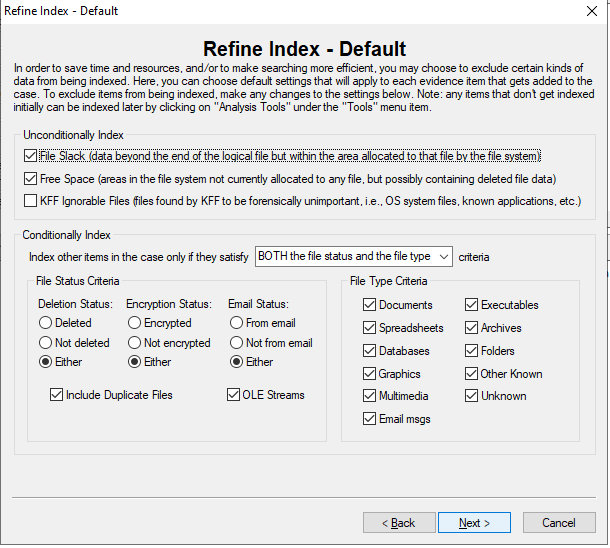 Refine Index - Default
Refine Index - Default
In order to save time and resources, and/or to make searching more efficient, you may choose to exclude certain kinds of
data from being indexed. Here, you can choose default settings that will apply to each evidence item that gets added to the
case. To exclude items from being indexed, make any changes to the settings below. Note: any items that don't get indexed
initially can be indexed later by clicking on "Analysis Tools" under the "Tools" menu item.
Unconditionally Index
File Slack (data beyond the end of the logical file but within the area allocated to that file by the file system)
Free Space (areas in the file system not currently allocated to any file, but possibly containing deleted file data)
KFF Ignorable Files (files found by KFF to be forensically unimportant, i.e., OS system files, known applications, etc.)
Conditionally Index
Index other items in the case only if they satisfy BOTH the file status and the file type criteria
File Status Criteria
Deletion Status: Encryption Status: Email Status:
Deleted Encrypted From email
Not deleted Not encrypted Not from email
Either Either Either
Include Duplicate Files OLE Streams
File Type Criteria
Documents Executables
Spreadsheets Archives
Databases Folders
Graphics Other Known
Multimedia Unknown
Email msgs
< Back Next > Cancel